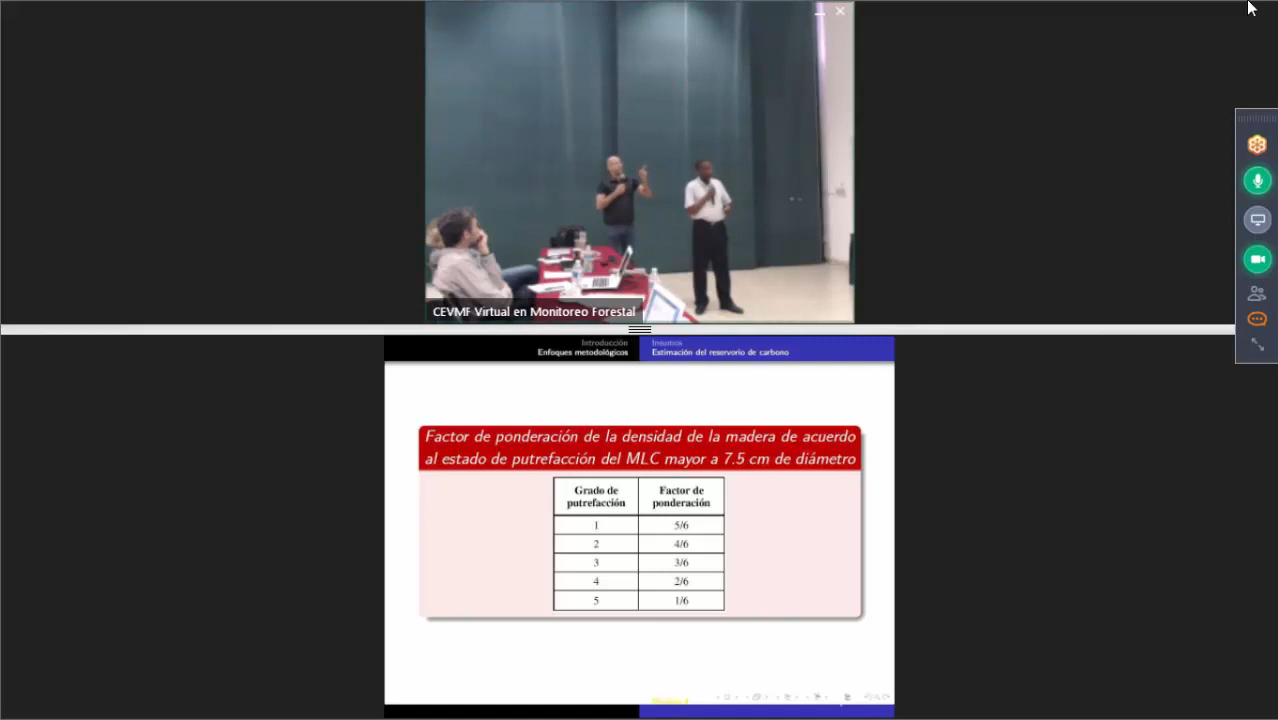 CEVMF Virtual en Monitoreo Forestal
Introducción
Enfoques metodológicos
Insumos
Estimación del reservorio de carbono
Factor de ponderación de la densidad de la madera de acuerdo
al estado de putrefacción del MLC mayor a 7.5 cm de diámetro
Grado de putrefacción
Factor de ponderación
1 5/6
2 4/6
3 3/6
4 2/6
5 1/6